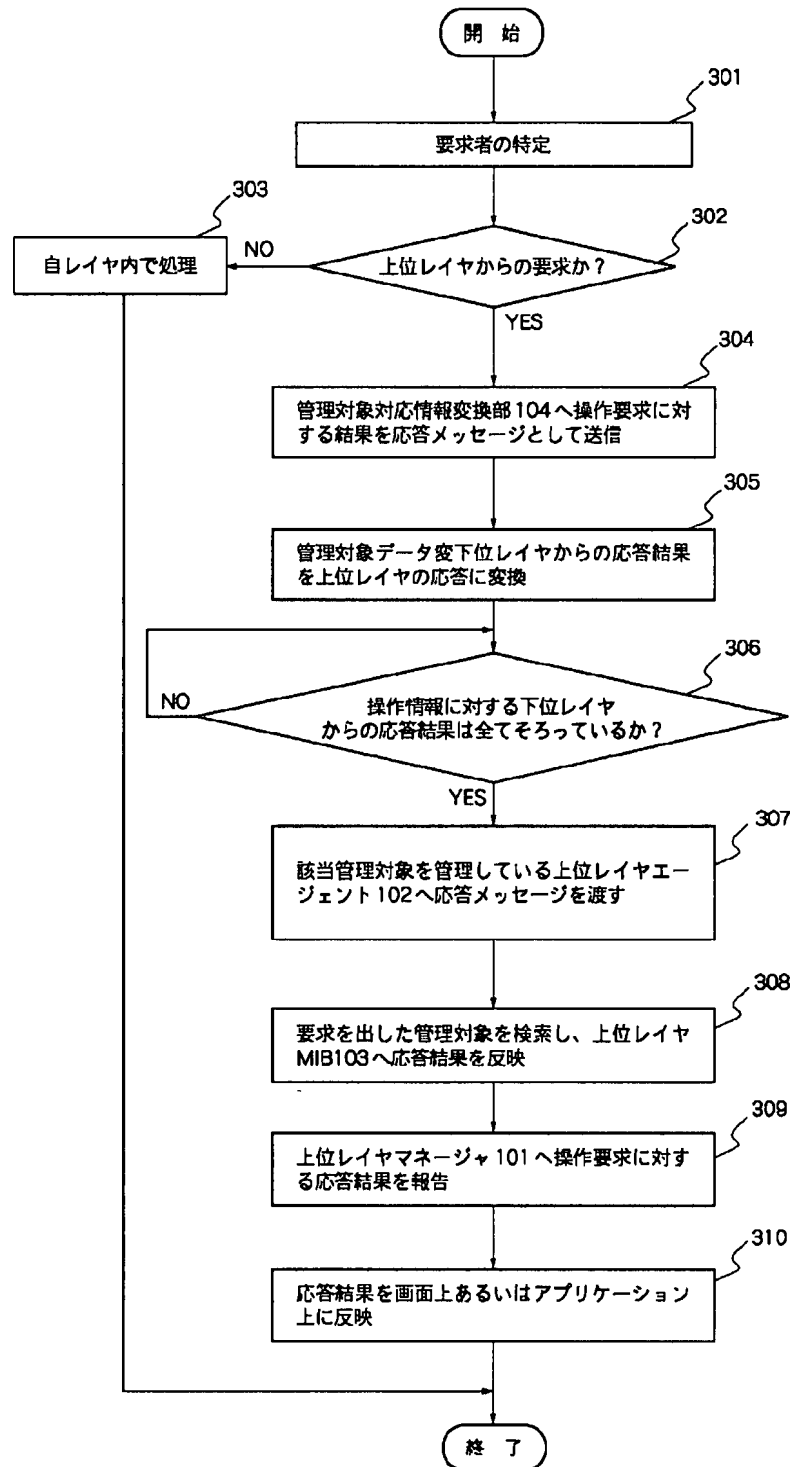 開 始
301
要求者の特定
303
302
自レイヤ内で処理
NO
上位レイヤからの要求か？
YES
304
管理対象対応情報変換部104へ操作要求に対
する結果を応答メッセージとして送信
305
管理対象データ変下位レイヤからの応答結果
を上位レイヤの応答に変換
306
操作情報に対する下位レイヤ
からの応答結果は全てそろっているか？
NO
YES
307
該当管理対象を管理している上位レイヤエー
ジェント102へ応答メッセージを渡す
308
要求を出した管理対象を検索し、上位レイヤ
MIB103へ応答結果を反映
309
上位レイヤマネージャ101へ操作要求に対す
る応答結果を報告
310
応答結果を画面上あるいはアプリケーション
上に反映
終 了